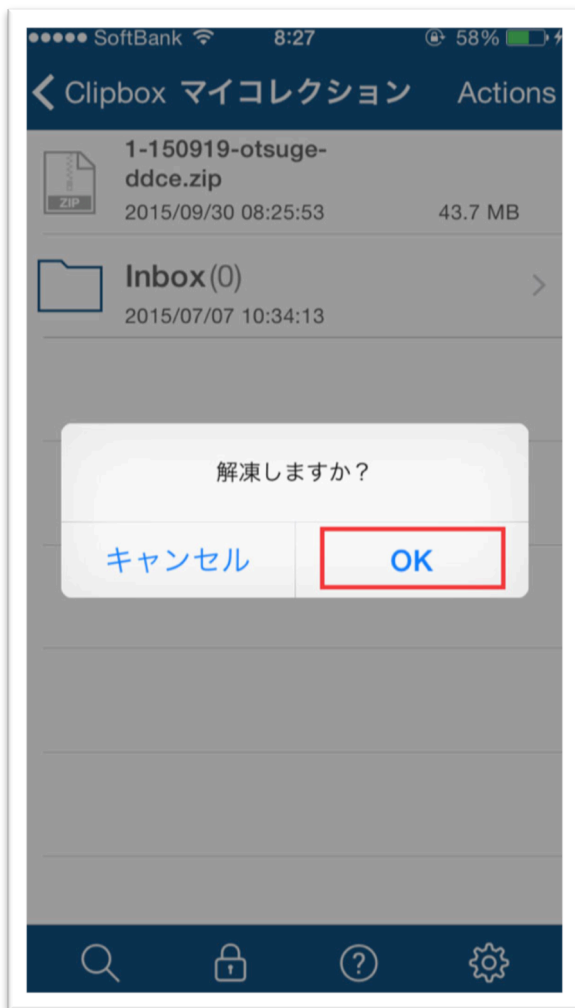 SoftBank 8:27 58%
Clipbox マイコレクション Actions
1-150919-otsuge-
ddce.zip
ZIP
2015/09/30 08:25:53 43.7 MB
Inbox(0)
2015/07/07 10:34:13
解凍しますか？
キャンセル OK
?